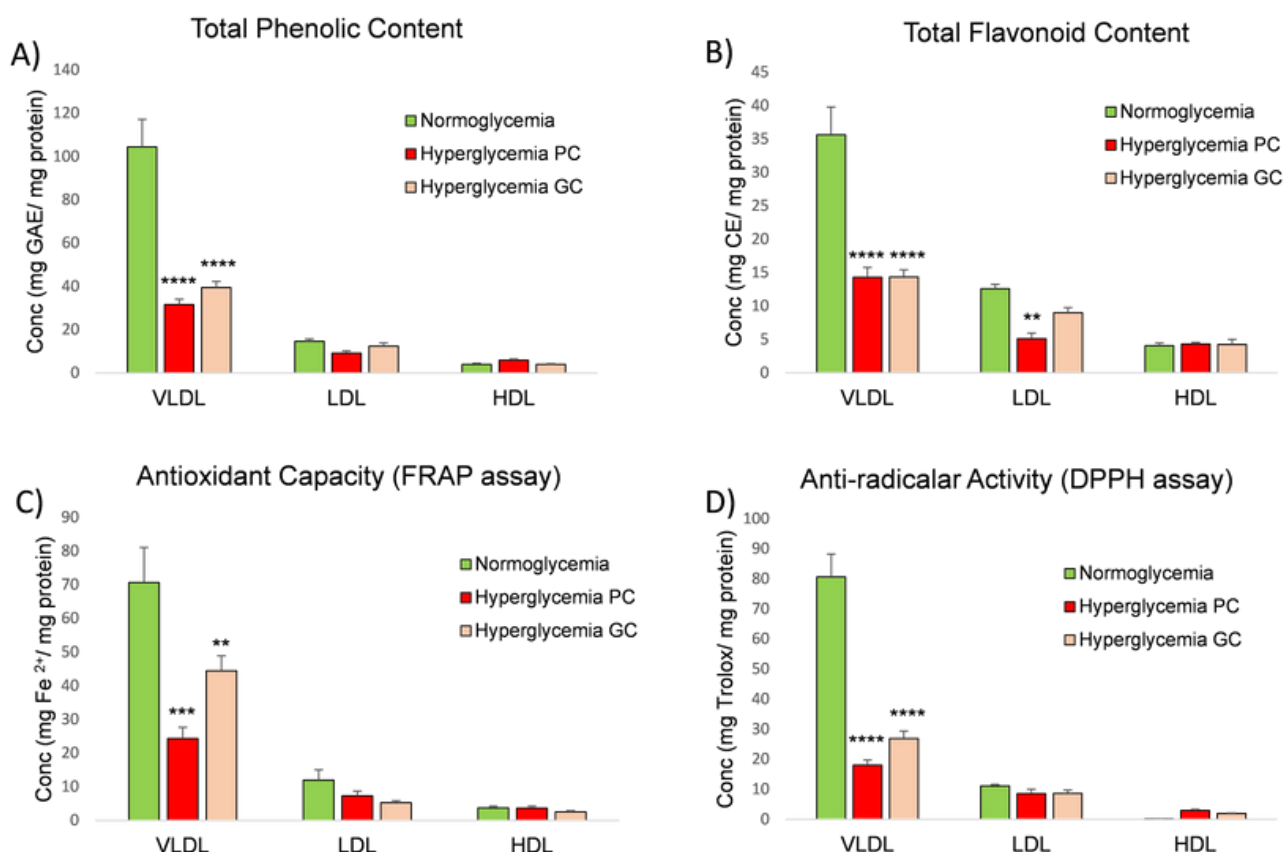 Total Phenolic Content
A)
Conc (mg GAE/ mg protein)
140
120
100
80
60
40
20
0
Normoglycemia
Hyperglycemia PC
Hyperglycemia GC
**** ****
VLDL LDL HDL
Total Flavonoid Content
B)
Conc (mg CE/ mg protein)
45
40
35
30
25
20
15
10
5
0
Normoglycemia
Hyperglycemia PC
Hyperglycemia GC
**** ****
**
VLDL LDL HDL
Antioxidant Capacity (FRAP assay)
C)
Conc (mg Fe ²⁺/ mg protein)
90
80
70
60
50
40
30
20
10
0
Normoglycemia
Hyperglycemia PC
Hyperglycemia GC
*** **
VLDL LDL HDL
Anti-radicalar Activity (DPPH assay)
D)
Conc (mg Trolox/ mg protein)
100
90
80
70
60
50
40
30
20
10
0
Normoglycemia
Hyperglycemia PC
Hyperglycemia GC
**** ****
VLDL LDL HDL